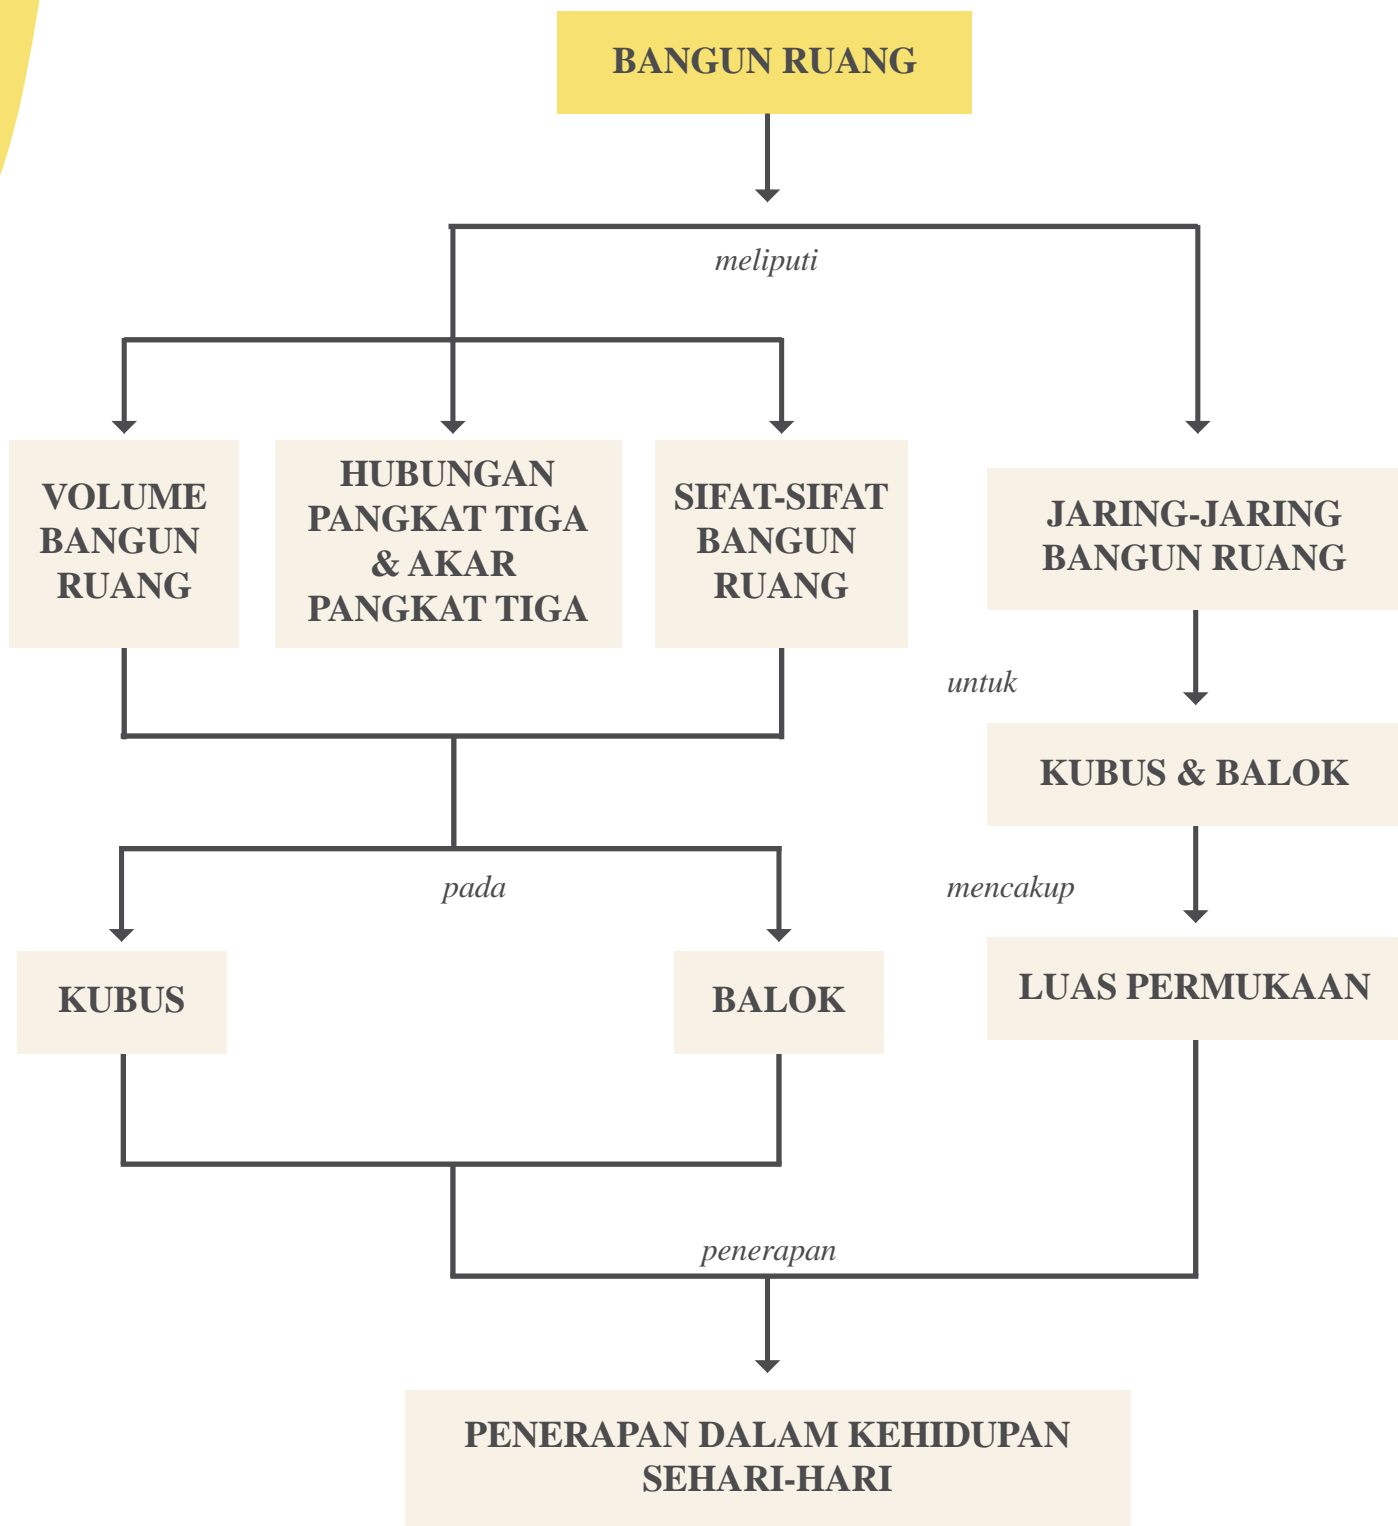 BANGUN RUANG
meliputi
VOLUME
BANGUN
RUANG
HUBUNGAN
PANGKAT TIGA
& AKAR
PANGKAT TIGA
SIFAT-SIFAT
BANGUN
RUANG
JARING-JARING
BANGUN RUANG
untuk
KUBUS & BALOK
pada
mencakup
KUBUS
BALOK
LUAS PERMUKAAN
penerapan
PENERAPAN DALAM KEHIDUPAN
SEHARI-HARI